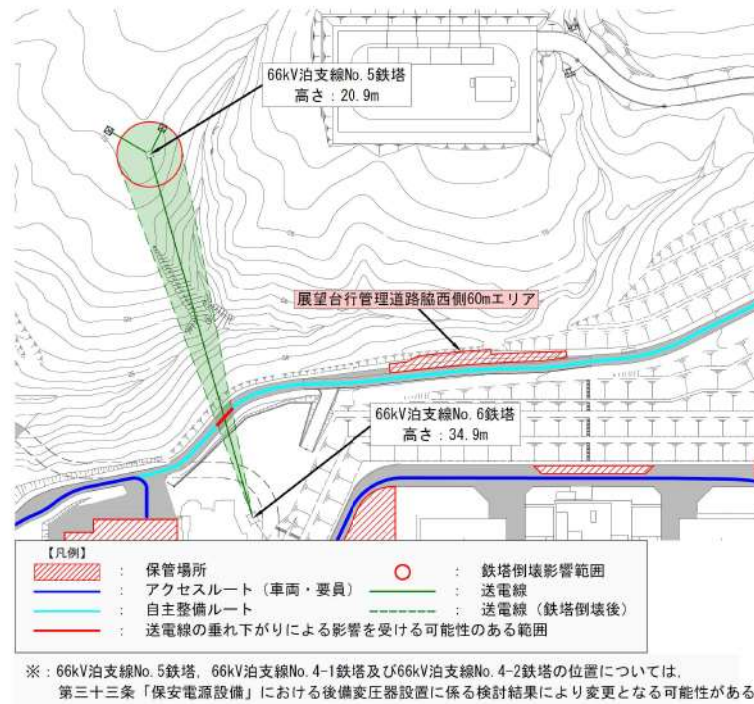 66kV泊支線No.5鉄塔
高さ：20.9m
展望台行管理道路脇西側60mエリア
66kV泊支線No.6鉄塔
高さ：34.9m
【凡例】
： 保管場所
： 鉄塔倒壊影響範囲
： アクセスルート（車両・要員）
： 送電線
： 自主整備ルート
： 送電線（鉄塔倒壊後）
： 送電線の垂れ下がりによる影響を受ける可能性のある範囲
※：66kV泊支線No.5鉄塔，66kV泊支線No.4-1鉄塔及び66kV泊支線No.4-2鉄塔の位置については，
第三十三条「保安電源設備」における後備変圧器設置に係る検討結果により変更となる可能性がある